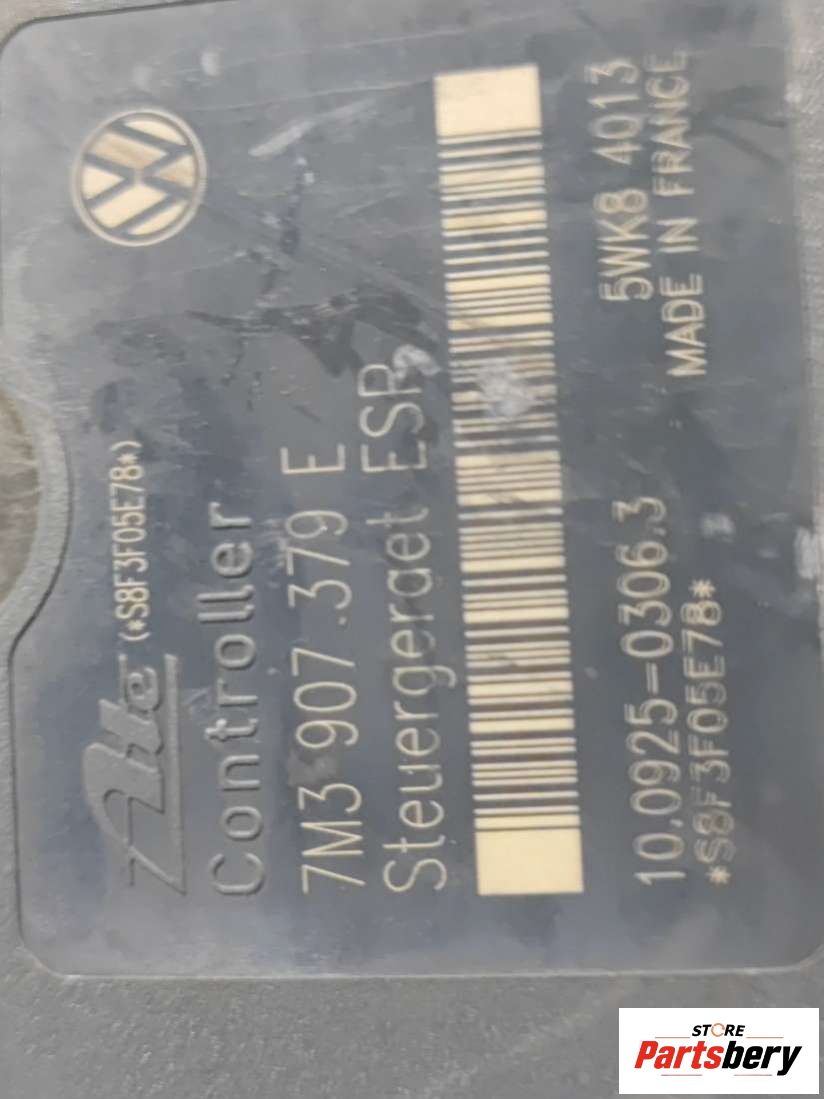 Ate (*S8F3F05E78*)
Controller
7M3 907.379 E
Steuergeraet ESP
10.0925-0306.3
5WK8 4013
*S8F3F05E78*
MADE IN FRANCE
STORE
Partsbery